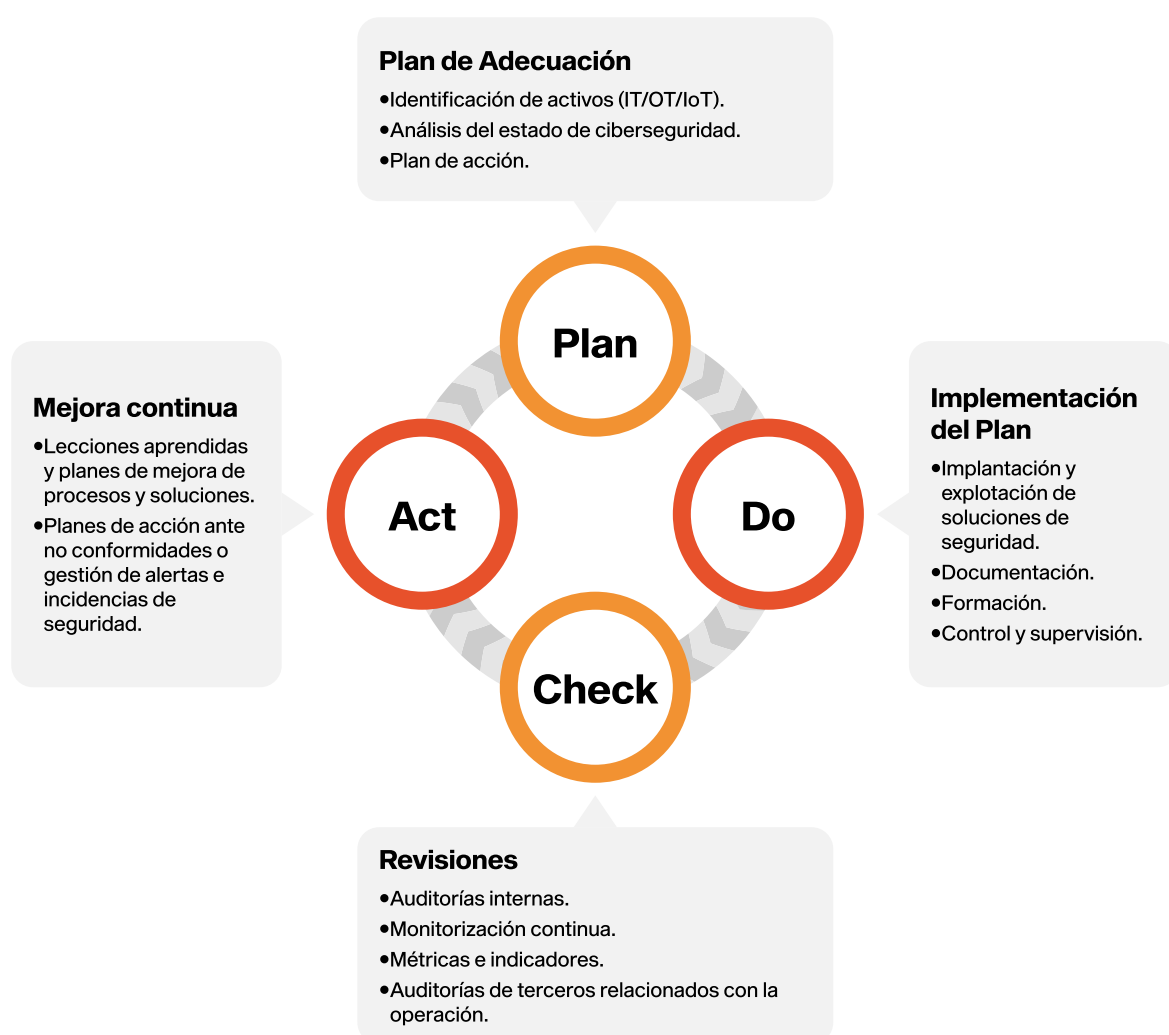 Plan de Adecuación
•Identificación de activos (IT/OT/IoT).
•Análisis del estado de ciberseguridad.
•Plan de acción.
Plan
Mejora continua
•Lecciones aprendidas
y planes de mejora de
procesos y soluciones.
•Planes de acción ante
no conformidades o
gestión de alertas e
incidencias de
seguridad.
Act
Do
Implementación
del Plan
•Implantación y
explotación de
soluciones de
seguridad.
•Documentación.
•Formación.
•Control y supervisión.
Check
Revisiones
•Auditorías internas.
•Monitorización continua.
•Métricas e indicadores.
•Auditorías de terceros relacionados con la
operación.